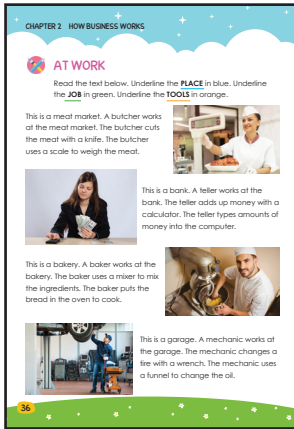 CHAPTER 2 HOW BUSINESS WORKS
AT WORK
Read the text below. Underline the PLACE in blue. Underline
the JOB in green. Underline the TOOLS in orange.
This is a meat market. A butcher works
at the meat market. The butcher cuts
the meat with a knife. The butcher
uses a scale to weigh the meat.
This is a bank. A teller works at the
bank. The teller adds up money with a
calculator. The teller types amounts of
money into the computer.
This is a bakery. A baker works at the
bakery. The baker uses a mixer to mix
the ingredients. The baker puts the
bread in the oven to cook.
This is a garage. A mechanic works at
the garage. The mechanic changes a
tire with a wrench. The mechanic uses
a funnel to change the oil.
36